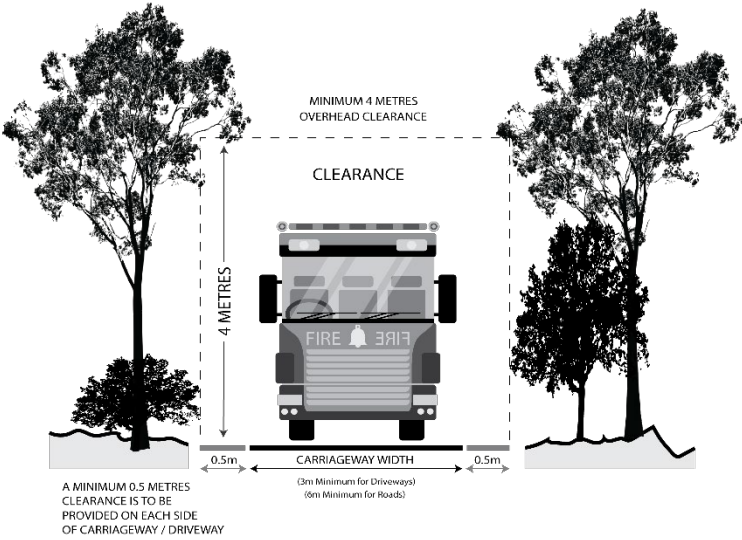 MINIMUM 4 METRES
OVERHEAD CLEARANCE
CLEARANCE
4 METRES
FIRE ƎЯIꟻ
0.5m
CARRIAGEWAY WIDTH
0.5m
(3m Minimum for Driveways)
(6m Minimum for Roads)
A MINIMUM 0.5 METRES
CLEARANCE IS TO BE
PROVIDED ON EACH SIDE
OF CARRIAGEWAY / DRIVEWAY